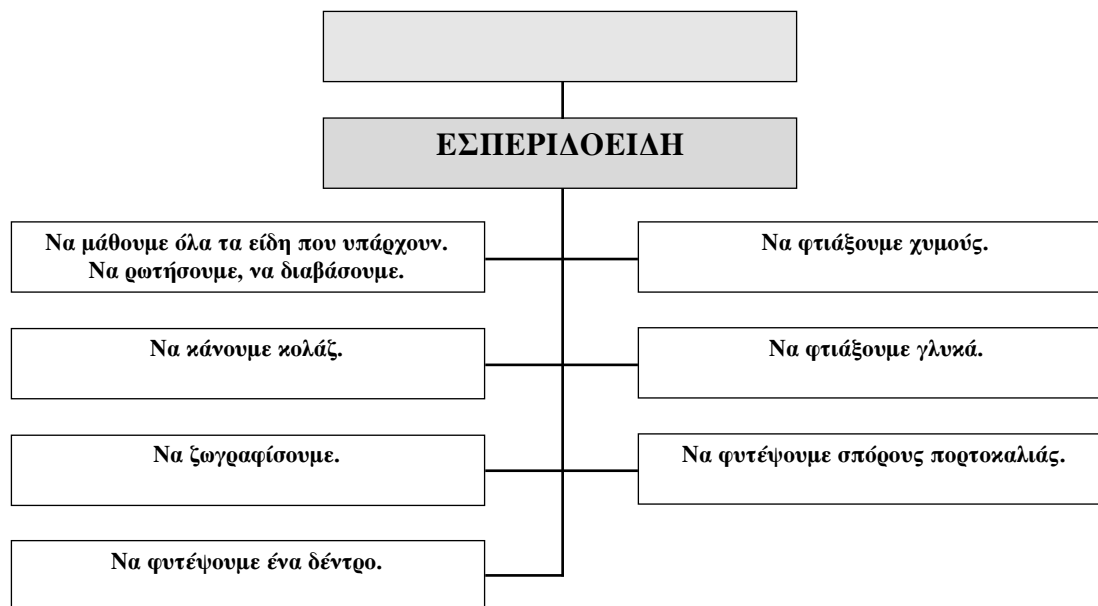 ΕΣΠΕΡΙΔΟΕΙΔΗ
Να μάθουμε όλα τα είδη που υπάρχουν.
Να ρωτήσουμε, να διαβάσουμε.
Να φτιάξουμε χυμούς.
Να κάνουμε κολάζ.
Να φτιάξουμε γλυκά.
Να ζωγραφίσουμε.
Να φυτέψουμε σπόρους πορτοκαλιάς.
Να φυτέψουμε ένα δέντρο.